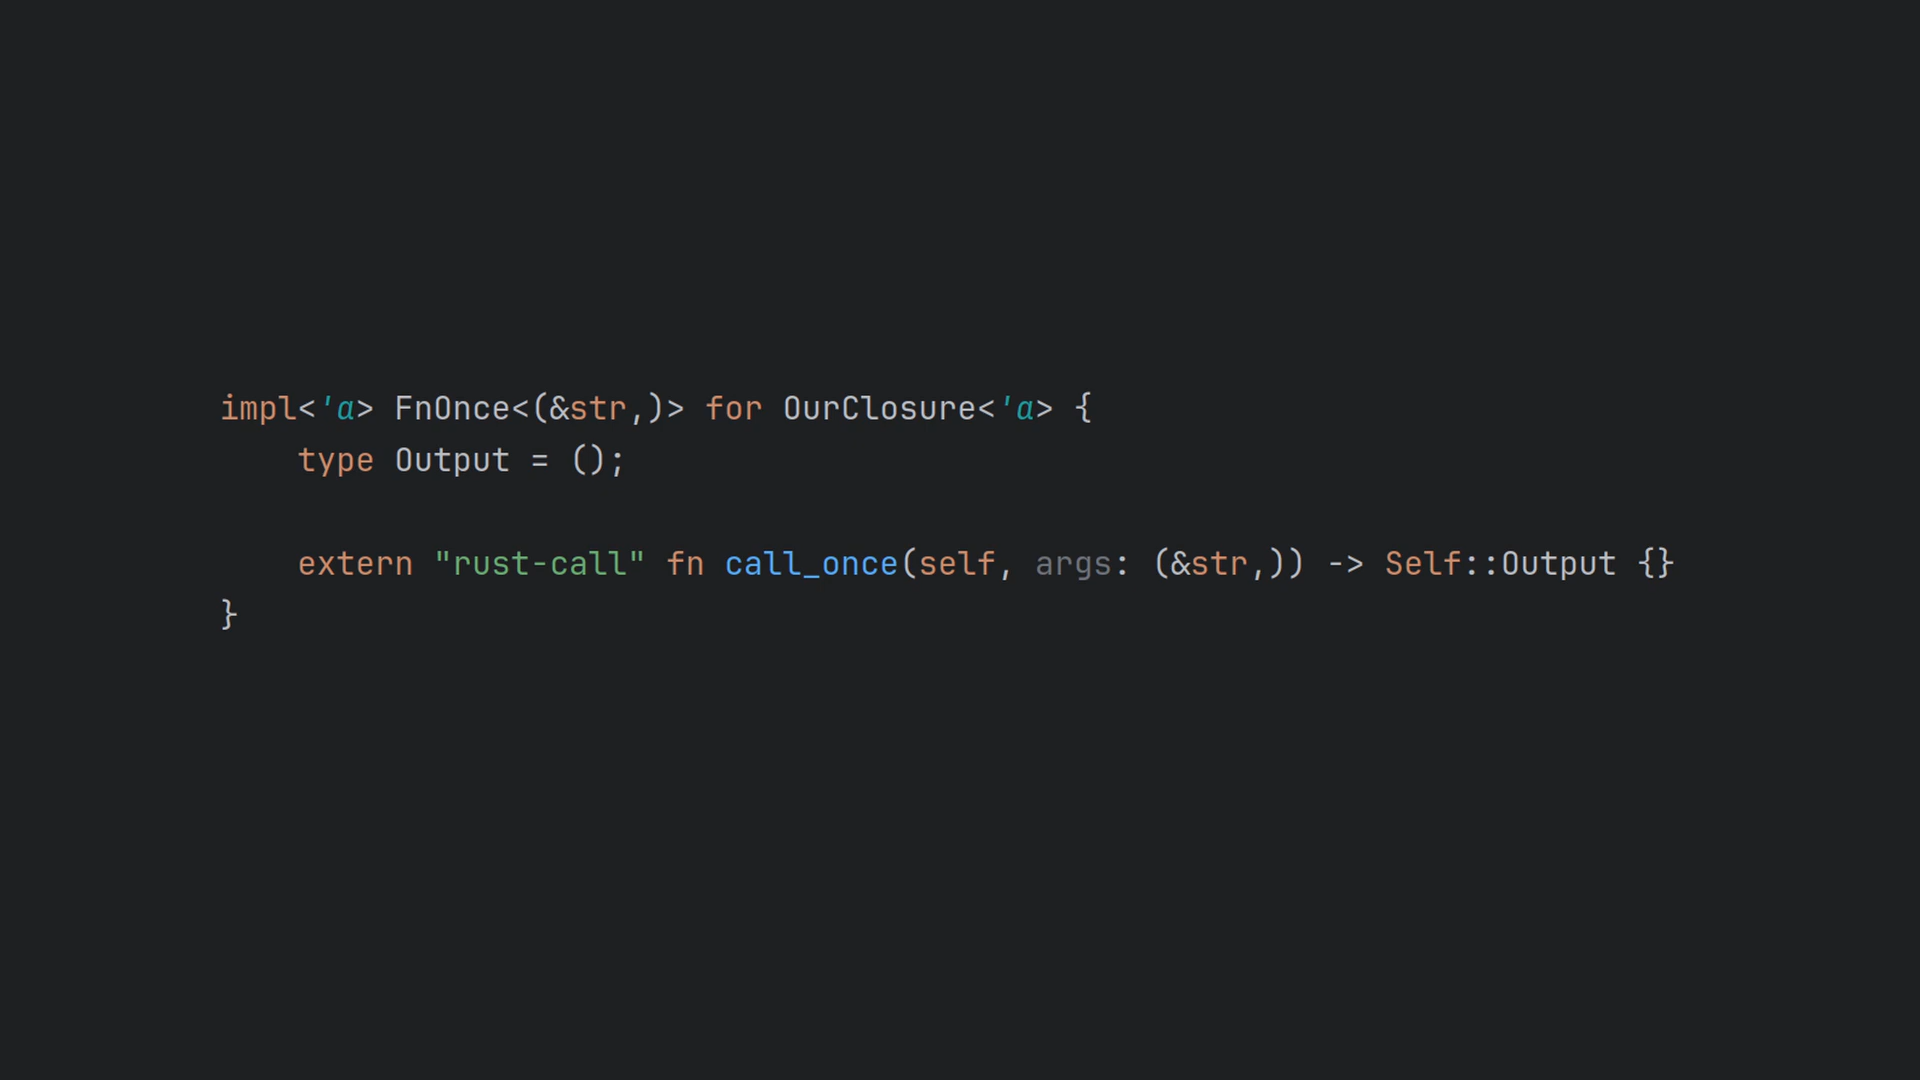 impl<'a> FnOnce<(&str,)> for OurClosure<'a> {
    type Output = ();

    extern "rust-call" fn call_once(self, args: (&str,)) -> Self::Output {}
}